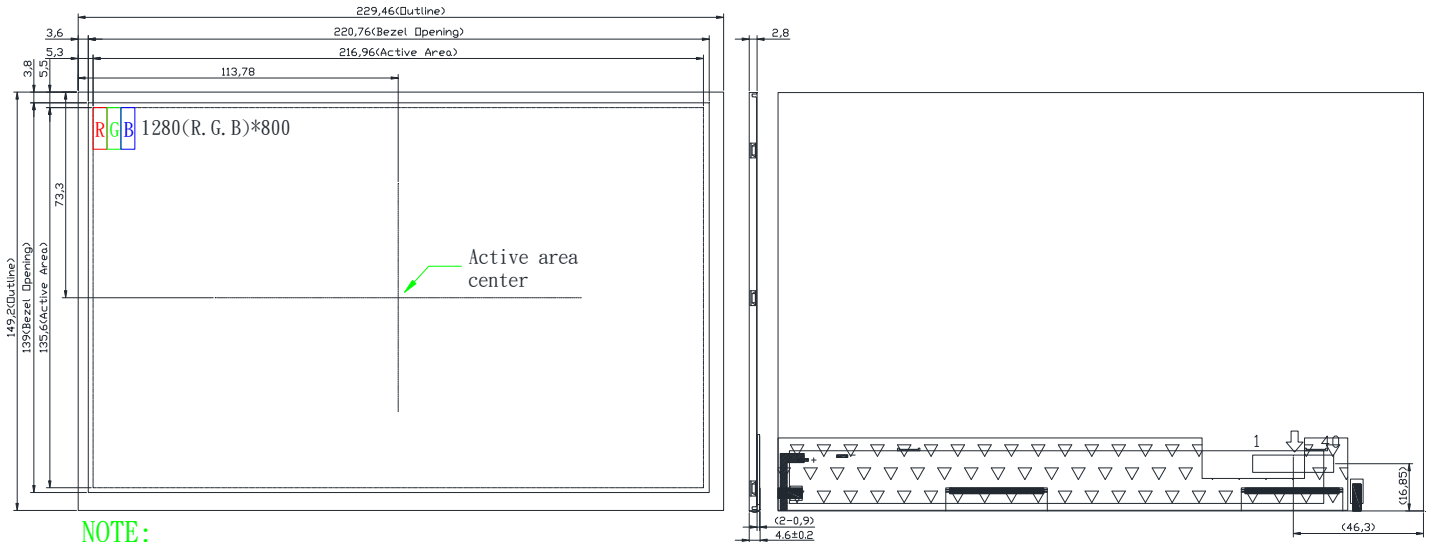 229,46(Outline)
3,6
220,76(Bezel Opening)
2,8
5,3
216,96(Active Area)
3,8
5,5
113,78
R G B 1280(R.G.B)*800
73,3
Active area
center
149,2(Outline)
139(Bezel Opening)
135,6(Active Area)
1
40
+
-
(16,85)
(2-0,9)
4.6±0.2
(46,3)
NOTE: